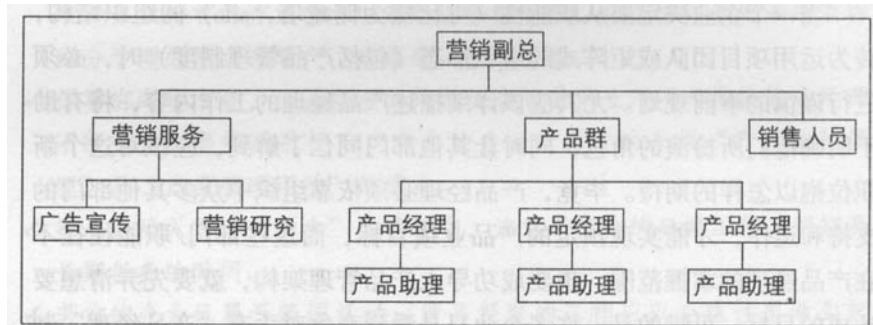 营销副总
营销服务 产品群 销售人员
广告宣传 营销研究 产品经理 产品经理 产品经理
产品助理 产品助理 产品助理